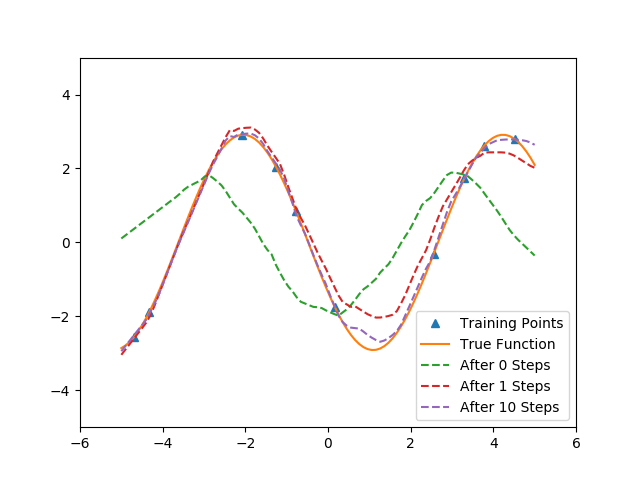 4
2
0
−2
−4
−6
−4
−2
0
2
4
6
Training Points
True Function
After 0 Steps
After 1 Steps
After 10 Steps